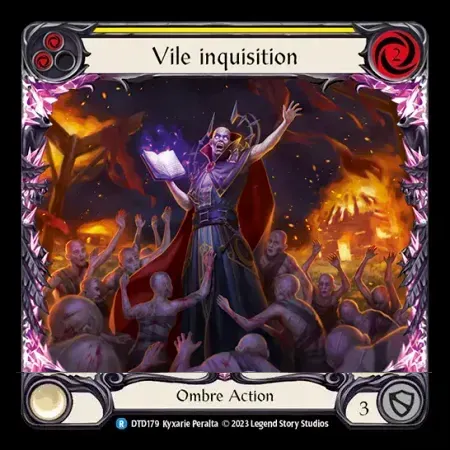 Vile inquisition
2
Ombre Action
3
R DTD179 Kyxarie Peralta © 2023 Legend Story Studios